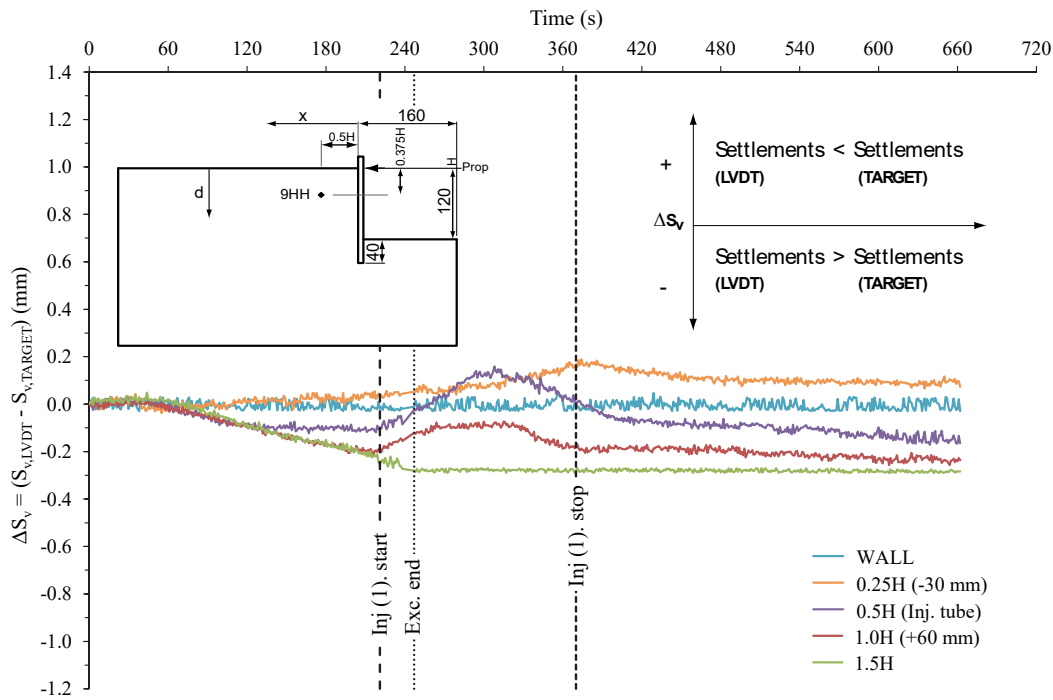 Time (s)
0 60 120 180 240 300 360 420 480 540 600 660 720
1.4
1.2
1.0
0.8
0.6
0.4
0.2
0.0
-0.2
-0.4
-0.6
-0.8
-1.0
-1.2
ΔSv = (Sv,LVDT - Sv,TARGET) (mm)
x
160
0.5H
0.375H
H
Prop
d
9HH
120
40
+
Settlements < Settlements
(LVDT) (TARGET)
ΔSv
Settlements > Settlements
(LVDT) (TARGET)
-
Inj (1). start
Exc. end
Inj (1). stop
WALL
0.25H (-30 mm)
0.5H (Inj. tube)
1.0H (+60 mm)
1.5H